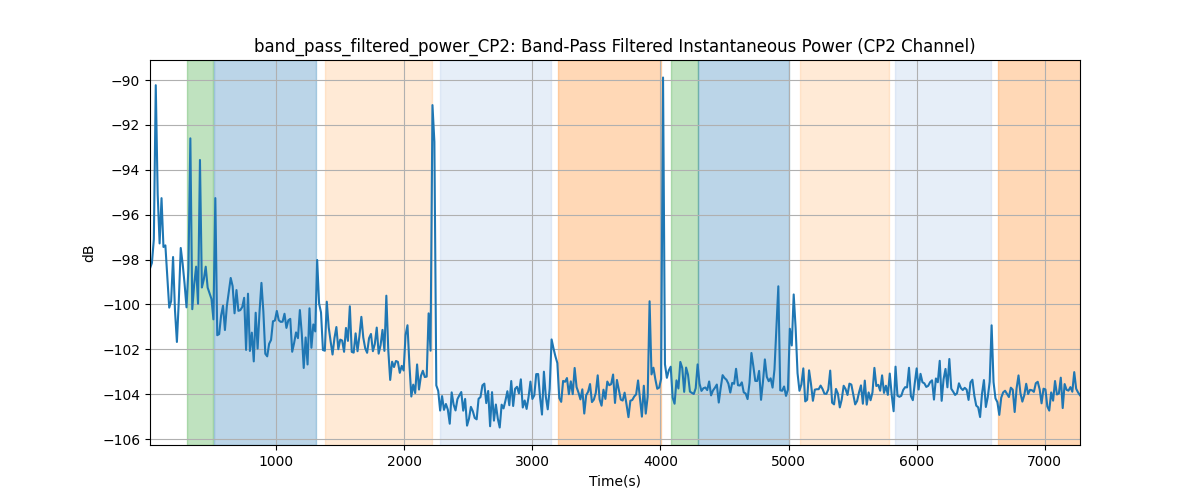 band_pass_filtered_power_CP2: Band-Pass Filtered Instantaneous Power (CP2 Channel)
−90
−92
−94
−96
−98
−100
−102
−104
−106
dB
1000 2000 3000 4000 5000 6000 7000
Time(s)